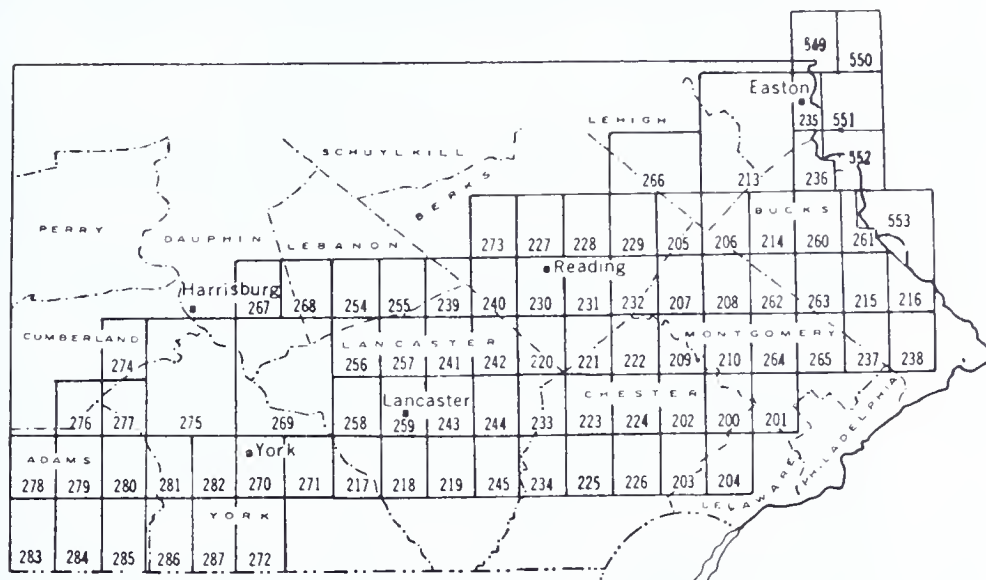 549 550
Easton
235 551
LEHIGH
552
SCHUYLKILL
266 213 236
BERKS
BUCKS
PERRY
DAUPHIN LEBANON
273 227 228 229 205 206 214 260 261 553
Reading
Harrisburg
267 268 254 255 239 240 230 231 232 207 208 262 263 215 216
CUMBERLAND
LANCASTER
MONTGOMERY
274 256 257 241 242 220 221 222 209 210 264 265 237 238
CHESTER
Lancaster
276 277 275 269 258 259 243 244 233 223 224 202 200 201
PHILADELPHIA
York
ADAMS
278 279 280 281 282 270 271 217 218 219 245 234 225 226 203 204
DELAWARE
YORK
283 284 285 286 287 272